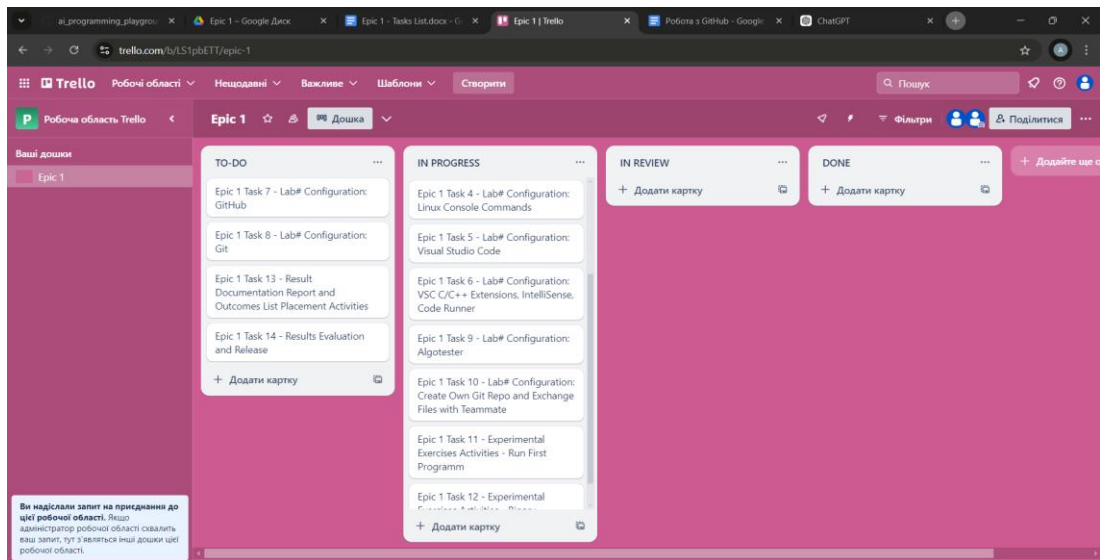 ai_programming_playgrou
Epic 1 – Google Диск
Epic 1 - Tasks List.docx - G
Epic 1 | Trello
Робота з GitHub - Google
ChatGPT
trello.com/b/LS1pbETT/epic-1
Trello
Робочі області
Нещодавні
Важливе
Шаблони
Створити
Пошук
P Робоча область Trello
Epic 1
Дошка
Фільтри
Поділитися
Ваші дошки
Epic 1
TO-DO
Epic 1 Task 7 - Lab# Configuration:
GitHub
Epic 1 Task 8 - Lab# Configuration:
Git
Epic 1 Task 13 - Result
Documentation Report and
Outcomes List Placement Activities
Epic 1 Task 14 - Results Evaluation
and Release
+ Додати картку
IN PROGRESS
Epic 1 Task 4 - Lab# Configuration:
Linux Console Commands
Epic 1 Task 5 - Lab# Configuration:
Visual Studio Code
Epic 1 Task 6 - Lab# Configuration:
VSC C/C++ Extensions, IntelliSense,
Code Runner
Epic 1 Task 9 - Lab# Configuration:
Algotester
Epic 1 Task 10 - Lab# Configuration:
Create Own Git Repo and Exchange
Files with Teammate
Epic 1 Task 11 - Experimental
Exercises Activities - Run First
Programm
Epic 1 Task 12 - Experimental
+ Додати картку
IN REVIEW
+ Додати картку
DONE
+ Додати картку
+ Додайте ще
Ви надіслали запит на приєднання до
цієї робочої області. Якщо
адміністратор робочої області схвалить
ваш запит, тут з'являться інші дошки цієї
робочої області.